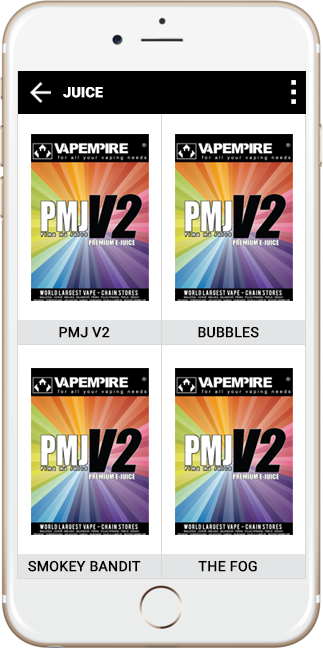 JUICE
VAPEMPIRE ®
for all your vaping needs
PMJ V2
PREMIUM E-JUICE
WORLD LARGEST VAPE - CHAIN STORES
VAPEMPIRE ®
for all your vaping needs
PMJ V2
PREMIUM E-JUICE
WORLD LARGEST VAPE - CHAIN STORES
PMJ V2
BUBBLES
VAPEMPIRE ®
for all your vaping needs
PMJ V2
PREMIUM E-JUICE
WORLD LARGEST VAPE - CHAIN STORES
VAPEMPIRE ®
for all your vaping needs
PMJ V2
PREMIUM E-JUICE
WORLD LARGEST VAPE - CHAIN STORES
SMOKEY BANDIT
THE FOG